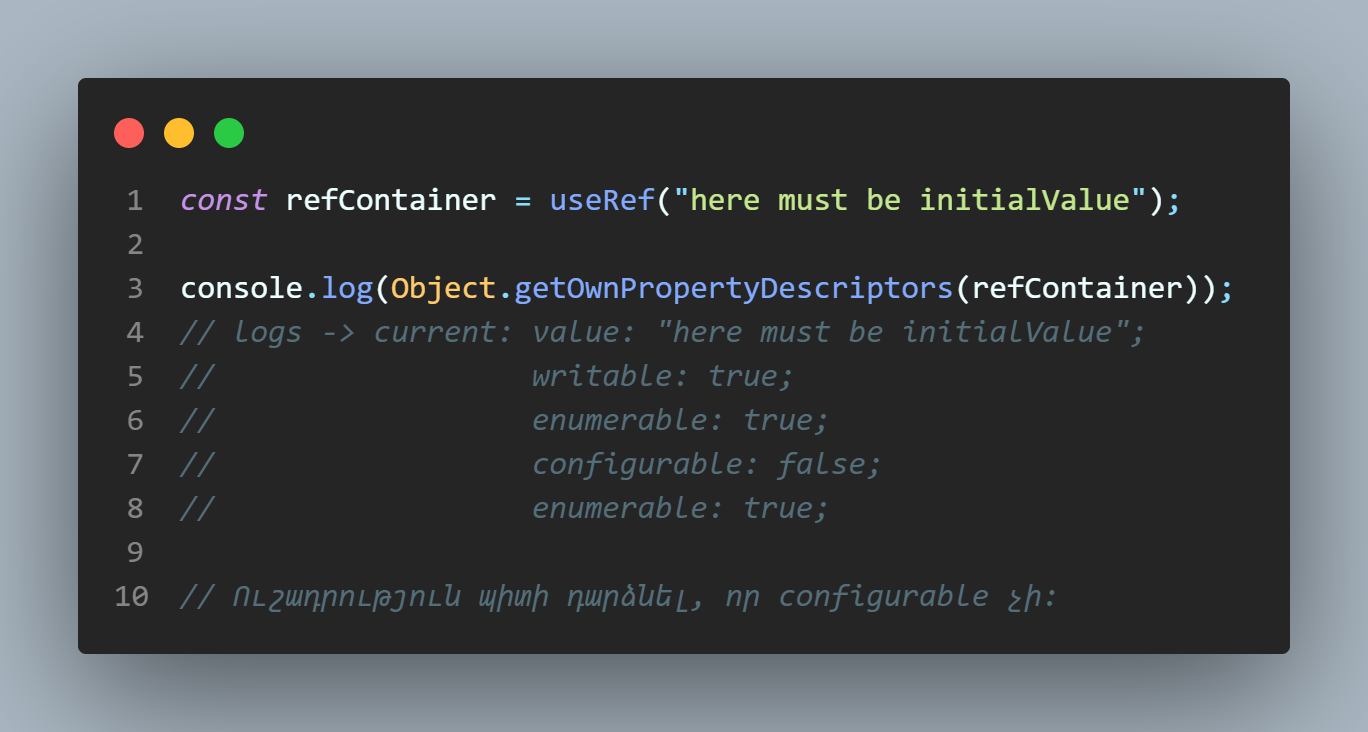 1 const refContainer = useRef("here must be initialValue");
2
3 console.log(Object.getOwnPropertyDescriptors(refContainer));
4 // logs -> current: value: "here must be initialValue";
5 //                  writable: true;
6 //                  enumerable: true;
7 //                  configurable: false;
8 //                  enumerable: true;
9
10 // Ուշադրություն պիտի դարձնել, որ configurable չի: